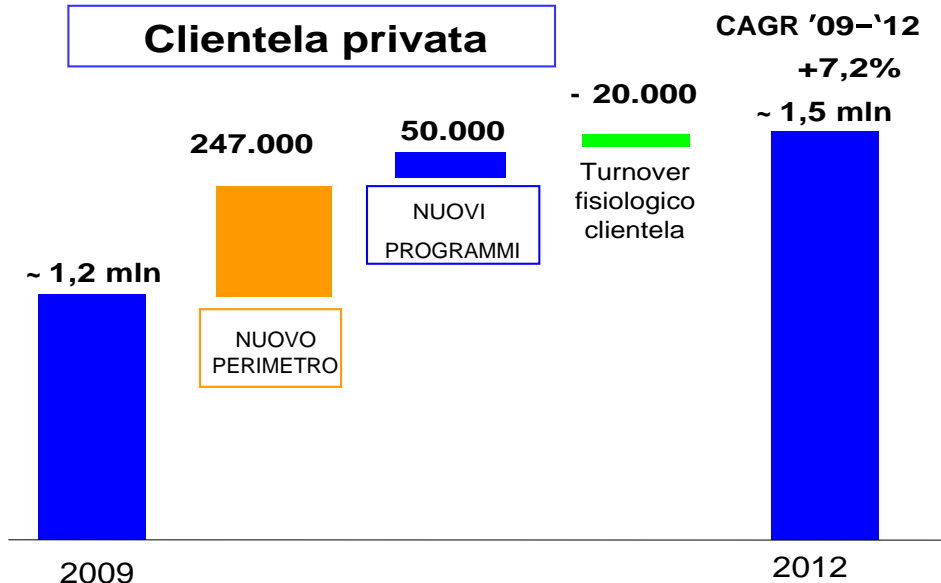 Clientela privata
CAGR ’09–‘12
+7,2%
~ 1,5 mln
- 20.000
50.000
247.000
Turnover
fisiologico
clientela
NUOVI
PROGRAMMI
~ 1,2 mln
NUOVO
PERIMETRO
2009
2012